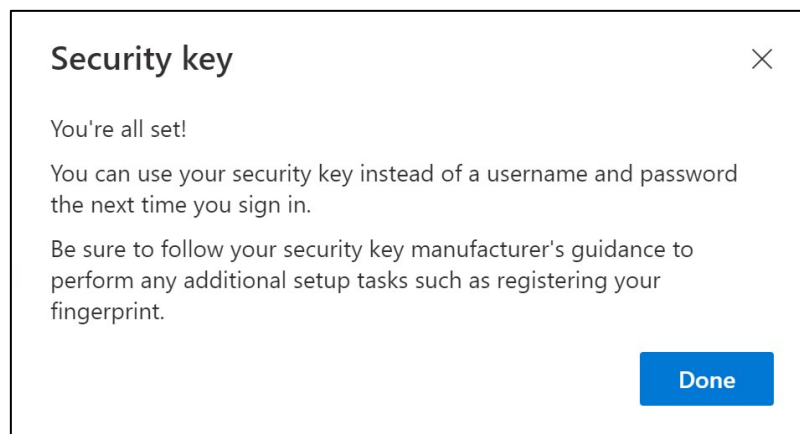 Security key
You're all set!
You can use your security key instead of a username and password
the next time you sign in.
Be sure to follow your security key manufacturer's guidance to
perform any additional setup tasks such as registering your
fingerprint.
Done